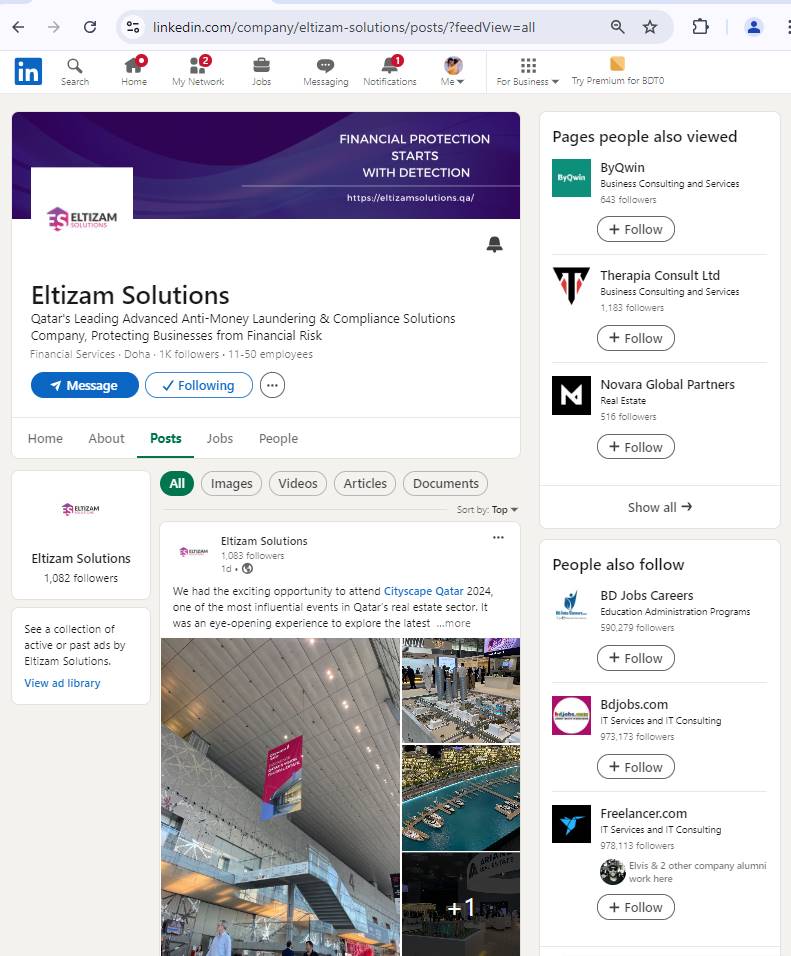 linkedin.com/company/eltizam-solutions/posts/?feedView=all
in
Search
Home
2
My Network
Jobs
Messaging
1
Notifications
Me
For Business
Try Premium for BDT0
FINANCIAL PROTECTION
STARTS
WITH DETECTION
https://eltizamsolutions.qa/
ELTIZAM
SOLUTIONS
Eltizam Solutions
Qatar's Leading Advanced Anti-Money Laundering & Compliance Solutions
Company, Protecting Businesses from Financial Risk
Financial Services · Doha · 1K followers · 11-50 employees
Message
Following
Home
About
Posts
Jobs
People
ELTIZAM
Eltizam Solutions
1,082 followers
See a collection of
active or past ads by
Eltizam Solutions.
View ad library
All
Images
Videos
Articles
Documents
Sort by: Top
ELTIZAM
Eltizam Solutions
1,083 followers
1d •
We had the exciting opportunity to attend Cityscape Qatar 2024,
one of the most influential events in Qatar's real estate sector. It
was an eye-opening experience to explore the latest ...more
+1
Pages people also viewed
ByQwin
ByQwin
Business Consulting and Services
643 followers
+ Follow
Therapia Consult Ltd
Business Consulting and Services
1,183 followers
+ Follow
Novara Global Partners
Real Estate
516 followers
+ Follow
Show all →
People also follow
BD Jobs Careers
Education Administration Programs
590,279 followers
+ Follow
bdjobs.com
Bdjobs.com
IT Services and IT Consulting
973,173 followers
+ Follow
Freelancer.com
IT Services and IT Consulting
978,113 followers
Elvis & 2 other company alumni
work here
+ Follow